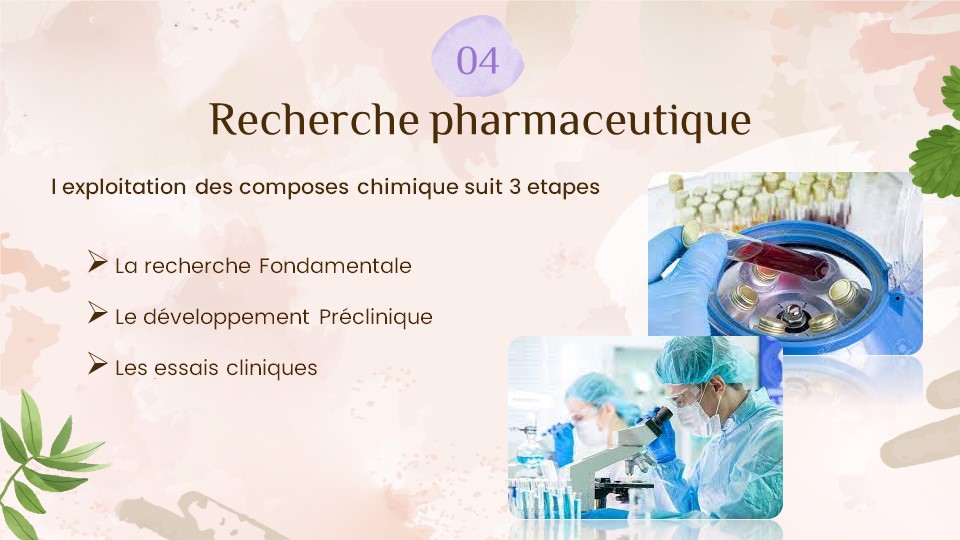 04
Recherche pharmaceutique
l exploitation des composes chimique suit 3 etapes
La recherche Fondamentale
Le développement Préclinique
Les essais cliniques